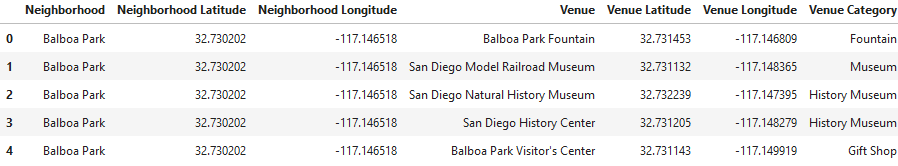 Neighborhood Neighborhood Latitude Neighborhood Longitude Venue Venue Latitude Venue Longitude Venue Category
0 Balboa Park 32.730202 -117.146518 Balboa Park Fountain 32.731453 -117.146809 Fountain
1 Balboa Park 32.730202 -117.146518 San Diego Model Railroad Museum 32.731132 -117.148365 Museum
2 Balboa Park 32.730202 -117.146518 San Diego Natural History Museum 32.732239 -117.147395 History Museum
3 Balboa Park 32.730202 -117.146518 San Diego History Center 32.731205 -117.148279 History Museum
4 Balboa Park 32.730202 -117.146518 Balboa Park Visitor's Center 32.731143 -117.149919 Gift Shop